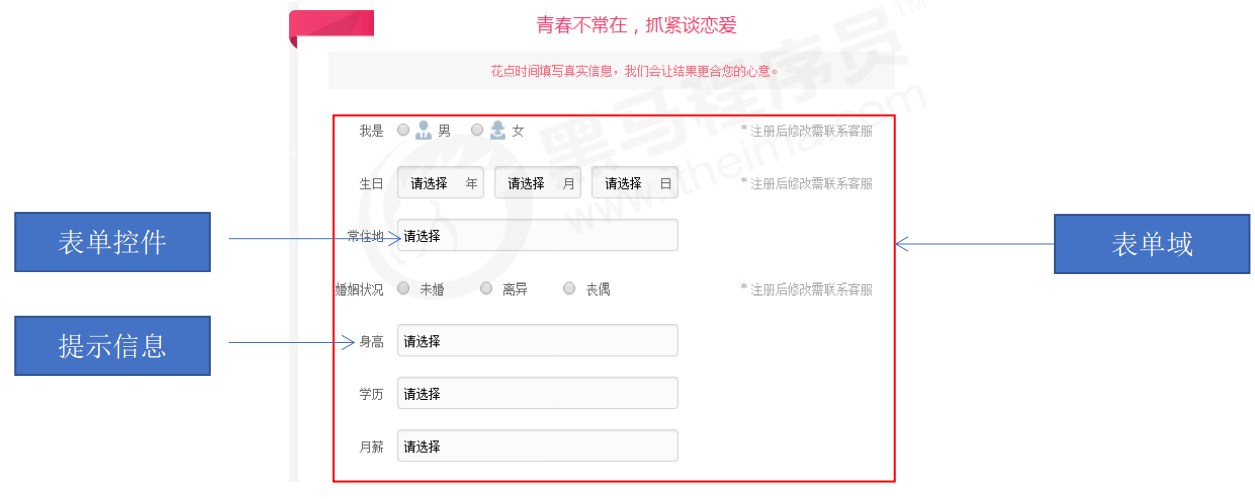 青春不常在，抓紧谈恋爱
花点时间填写真实信息，我们会让结果更合您的心意。
我是 男 女 * 注册后修改需联系客服
生日 请选择 年 请选择 月 请选择 日 * 注册后修改需联系客服
表单控件
常住地 请选择
表单域
婚姻状况 未婚 离异 丧偶 * 注册后修改需联系客服
提示信息
身高 请选择
学历 请选择
月薪 请选择
黑马程序员™
www.itheima.com